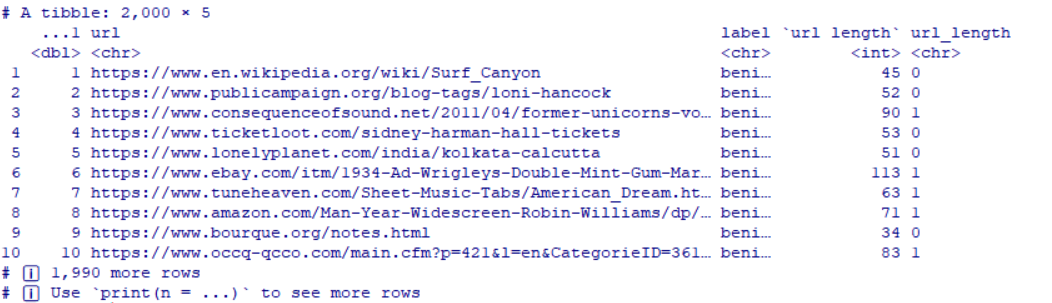 # A tibble: 2,000 × 5
...1 url label `url length` url_length
<dbl> <chr> <chr> <int> <chr>
1 1 https://www.en.wikipedia.org/wiki/Surf_Canyon beni… 45 0
2 2 https://www.publicampaign.org/blog-tags/loni-hancock beni… 52 0
3 3 https://www.consequenceofsound.net/2011/04/former-unicorns-vo… beni… 90 1
4 4 https://www.ticketloot.com/sidney-harman-hall-tickets beni… 53 0
5 5 https://www.lonelyplanet.com/india/kolkata-calcutta beni… 51 0
6 6 https://www.ebay.com/itm/1934-Ad-Wrigleys-Double-Mint-Gum-Mar… beni… 113 1
7 7 https://www.tuneheaven.com/Sheet-Music-Tabs/American_Dream.ht… beni… 63 1
8 8 https://www.amazon.com/Man-Year-Widescreen-Robin-Williams/dp/… beni… 71 1
9 9 https://www.bourque.org/notes.html beni… 34 0
10 10 https://www.occq-qcco.com/main.cfm?p=421&l=en&CategorieID=361… beni… 83 1
# ℹ 1,990 more rows
# ℹ Use `print(n = ...)` to see more rows